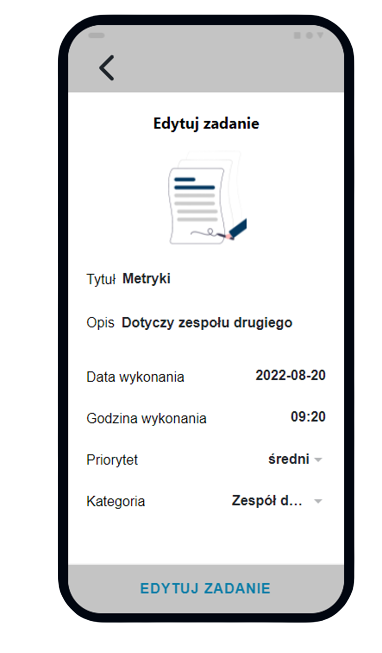 Edytuj zadanie
Tytuł Metryki
Opis Dotyczy zespołu drugiego
Data wykonania 2022-08-20
Godzina wykonania 09:20
Priorytet średni
Kategoria Zespół d...
EDYTUJ ZADANIE